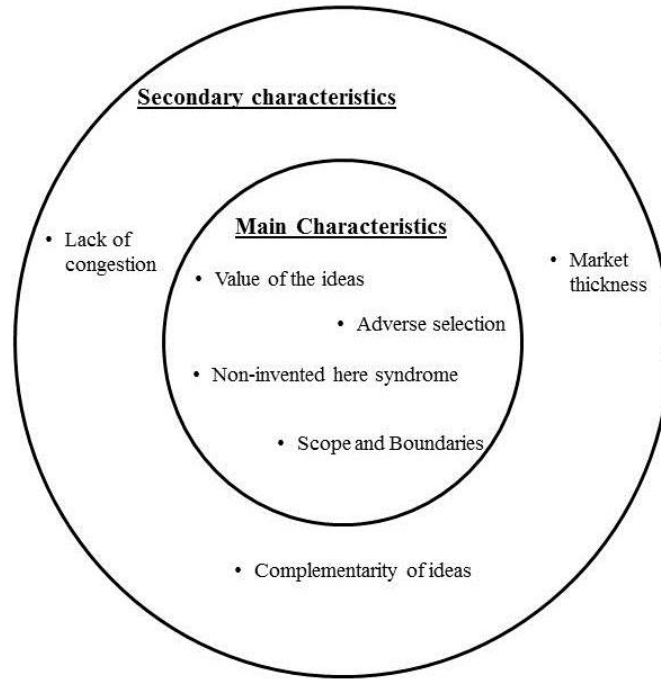 Secondary characteristics
Main Characteristics
• Lack of
congestion
• Market
thickness
• Value of the ideas
• Adverse selection
• Non-invented here syndrome
• Scope and Boundaries
• Complementarity of ideas